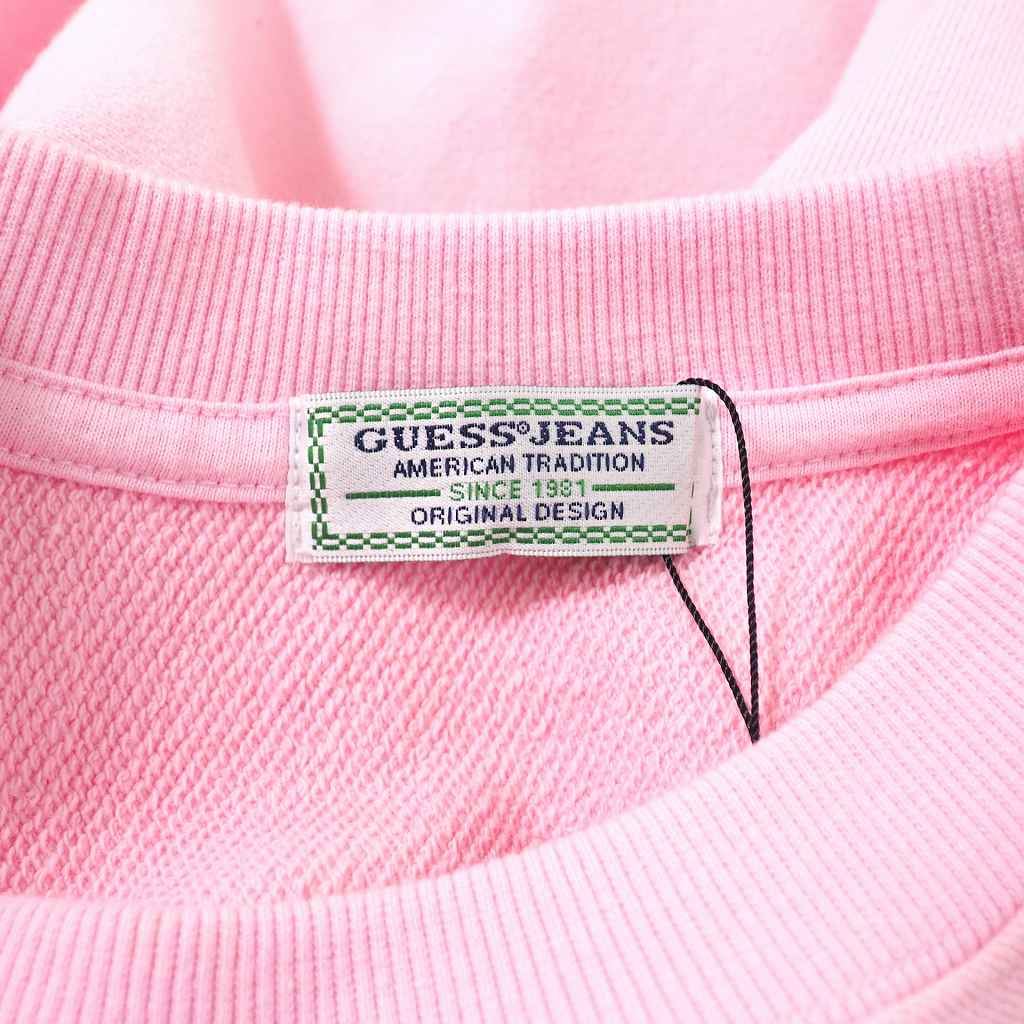 GUESS®JEANS
AMERICAN TRADITION
SINCE 1981
ORIGINAL DESIGN